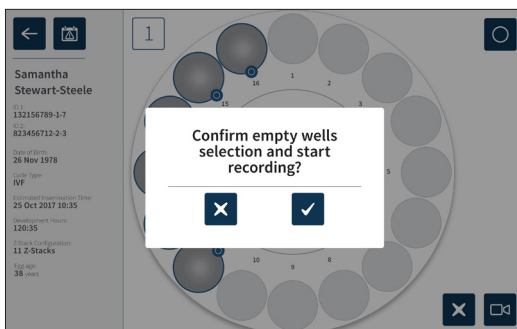 1
Samantha
Stewart-Steele
ID 1:
132156789-1-7
ID 2:
823456712-2-3
Date of Birth:
26 Nov 1978
Cycle Type:
IVF
Estimated Insemination Time:
25 Oct 2017 10:35
Development Hours:
120:35
Z Stack Configuration:
11 Z-Stacks
Egg age:
38 years
16
1
2
15
3
Confirm empty wells
selection and start
recording?
5
10
9
8